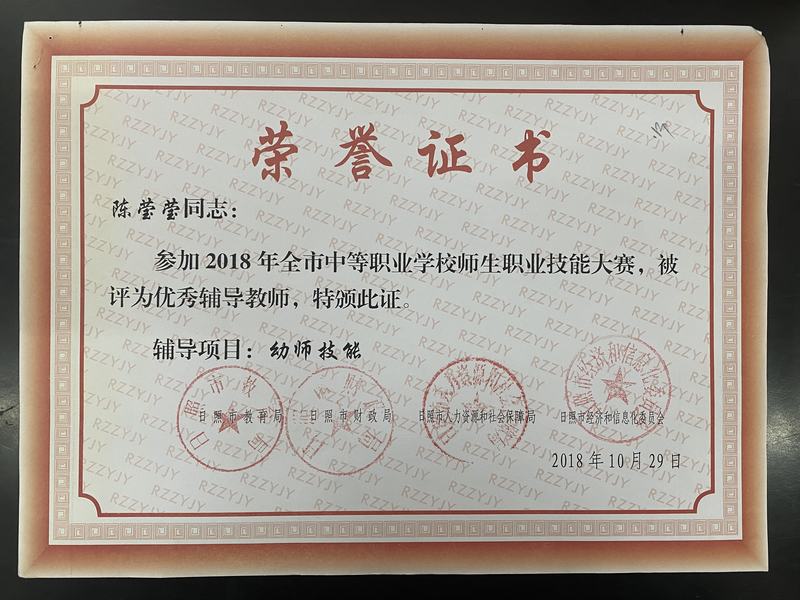 荣誉证书
陈莹莹同志：
参加2018年全市中等职业学校师生职业技能大赛，被
评为优秀辅导教师，特颁此证。
辅导项目：幼师技能
日照市教育局 日照市财政局 日照市人力资源和社会保障局 日照市经济和信息化委员会
2018年10月29日